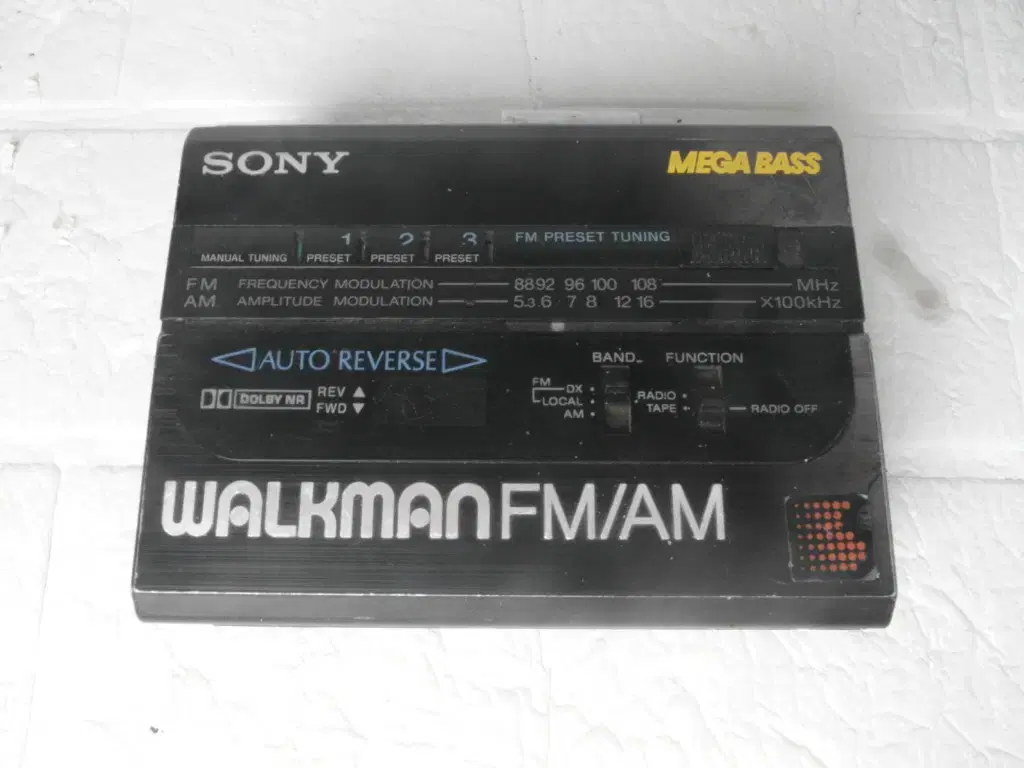 SONY MEGA BASS
1 2 3 FM PRESET TUNING
MANUAL TUNING PRESET PRESET PRESET
FM FREQUENCY MODULATION 88 92 96 100 108 MHz
AM AMPLITUDE MODULATION 5.3 6 7 8 12 16 X100kHz
AUTO REVERSE
BAND FUNCTION
DOLBY NR
REV ▲
FWD ▼
FM DX
LOCAL
AM
RADIO
TAPE RADIO OFF
WALKMAN FM/AM